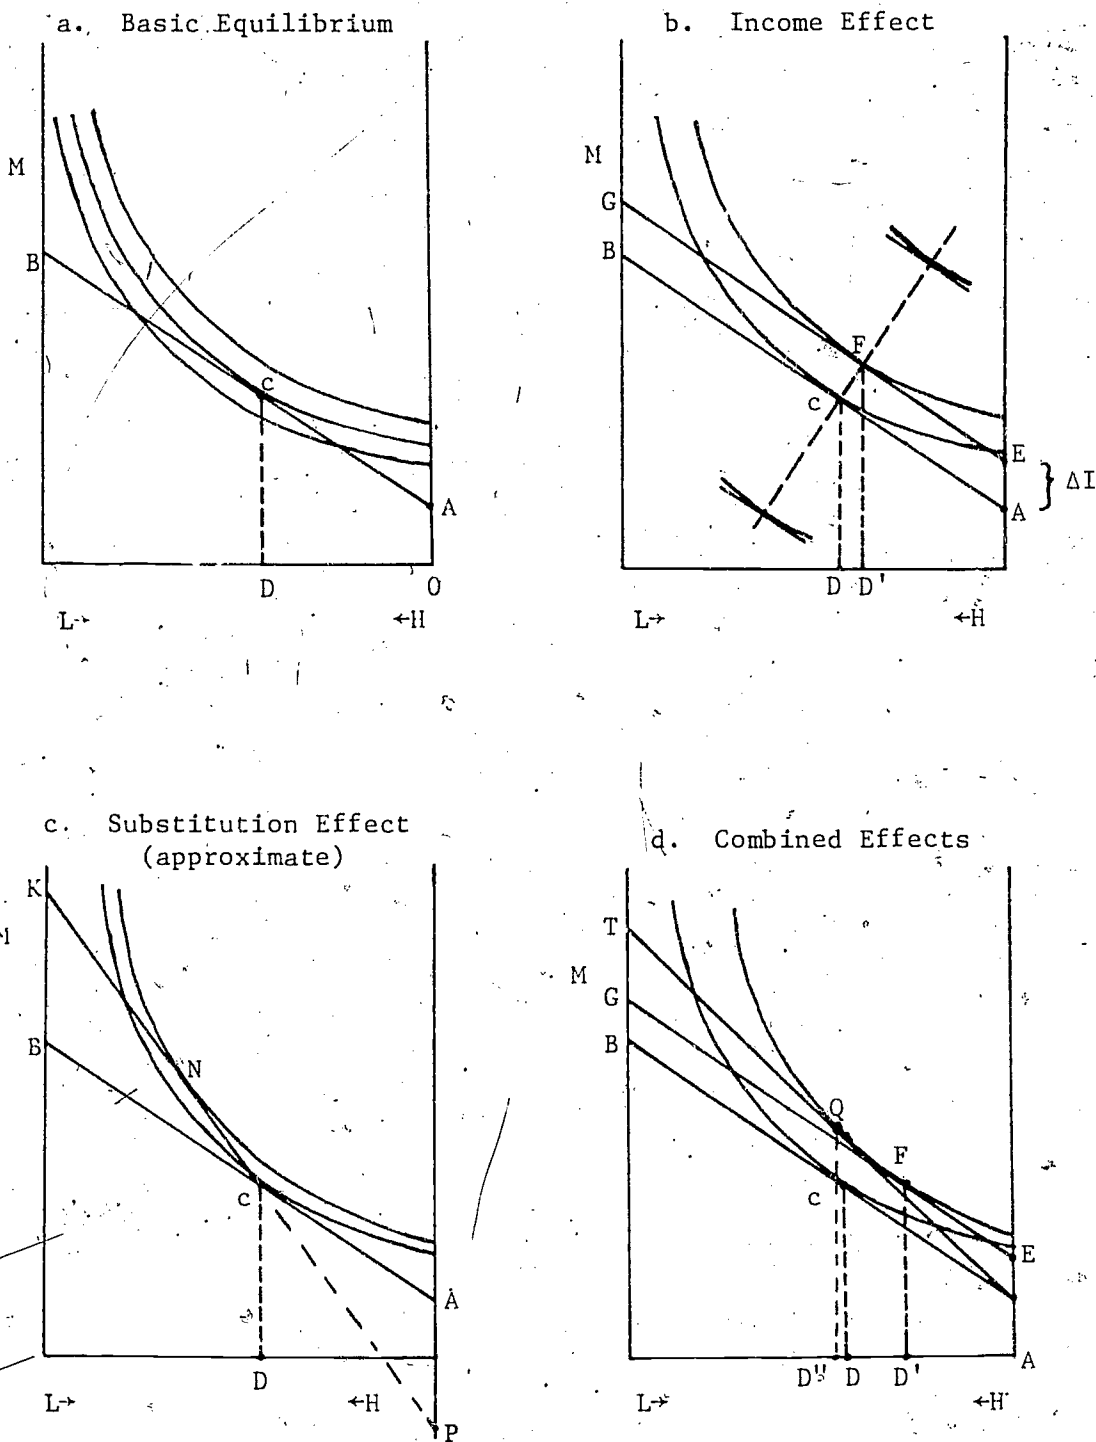 a. Basic Equilibrium
M
B
c
A
D
O
L→
←H
b. Income Effect
M
G
B
F
c
E
ΔI
A
D D'
L→
←H
c. Substitution Effect
(approximate)
K
B
N
c
A
D
L→
←H
P
d. Combined Effects
T
M
G
B
Q
F
c
E
A
D" D D'
L→
←H